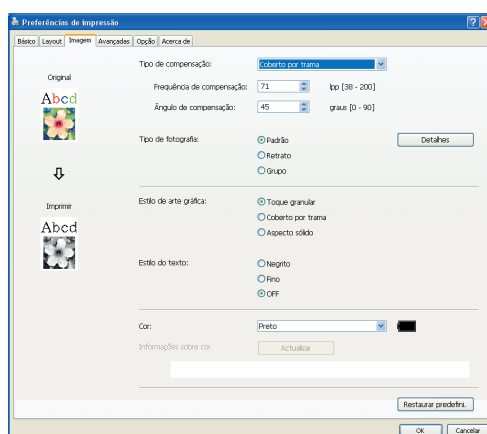 Preferências de impressão
Básico Layout Imagem Avançadas Opção Acerca de
Original
Abcd
Imprimir
Abcd
Tipo de compensação: Coberto por trama
Frequência de compensação: 71 lpp [38 - 200]
Ângulo de compensação: 45 graus [0 - 90]
Tipo de fotografia: Padrão Detalhes
Retrato
Grupo
Estilo de arte gráfica: Toque granular
Coberto por trama
Aspecto sólido
Estilo do texto: Negrito
Fino
OFF
Cor: Preto
Informações sobre cor Actualizar
Restaurar predefini.
OK Cancelar